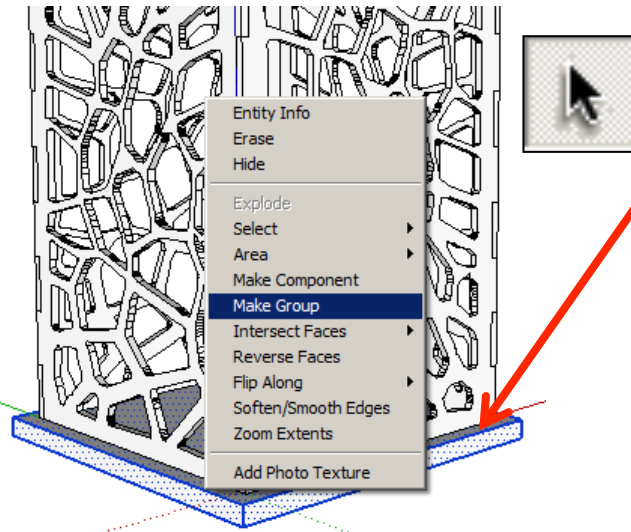 Entity Info
Erase
Hide
Explode
Select
Area
Make Component
Make Group
Intersect Faces
Reverse Faces
Flip Along
Soften/Smooth Edges
Zoom Extents
Add Photo Texture